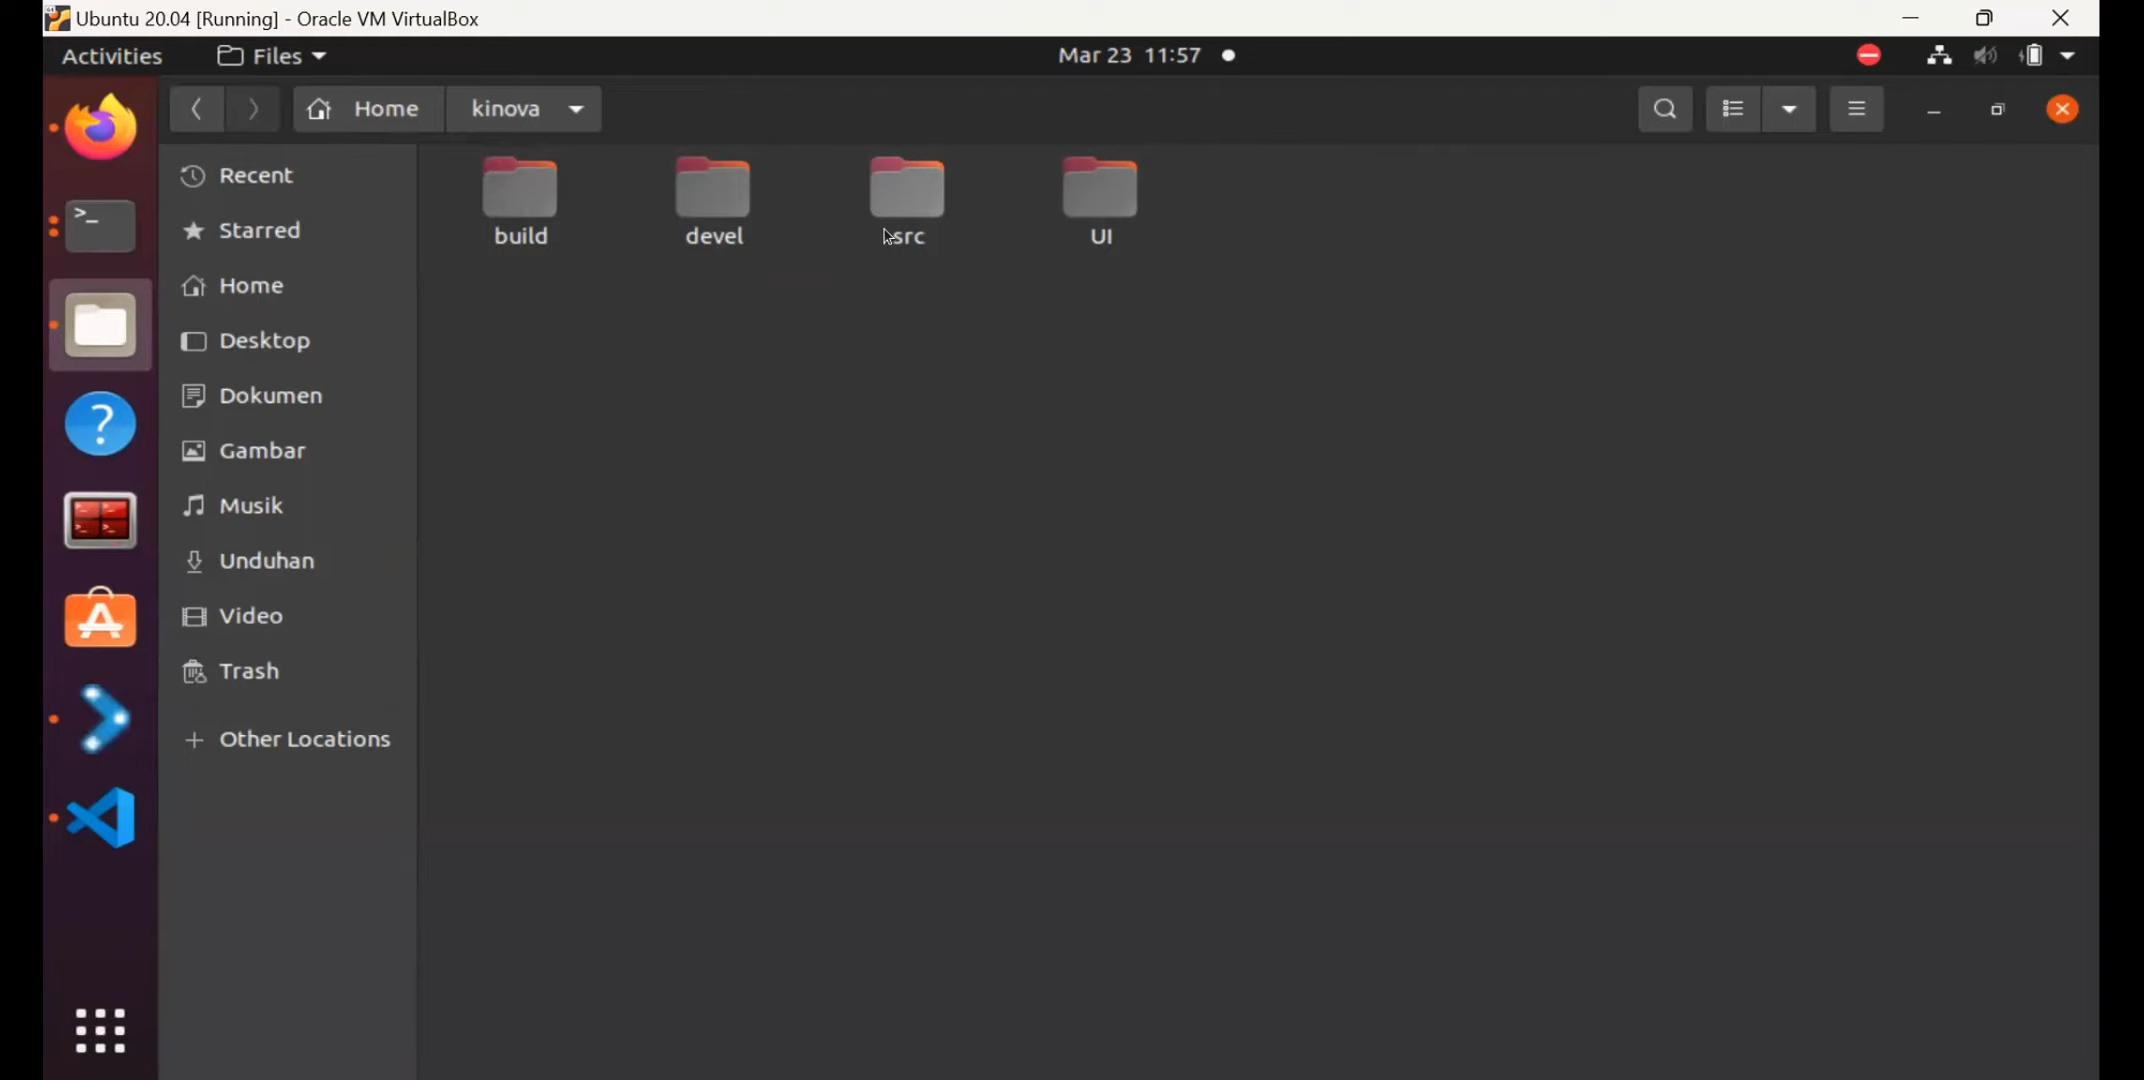 Ubuntu 20.04 [Running] - Oracle VM VirtualBox
Activities Files Mar 23 11:57
Home kinova
Recent
Starred
Home
Desktop
Dokumen
Gambar
Musik
Unduhan
Video
Trash
Other Locations
build devel src UI